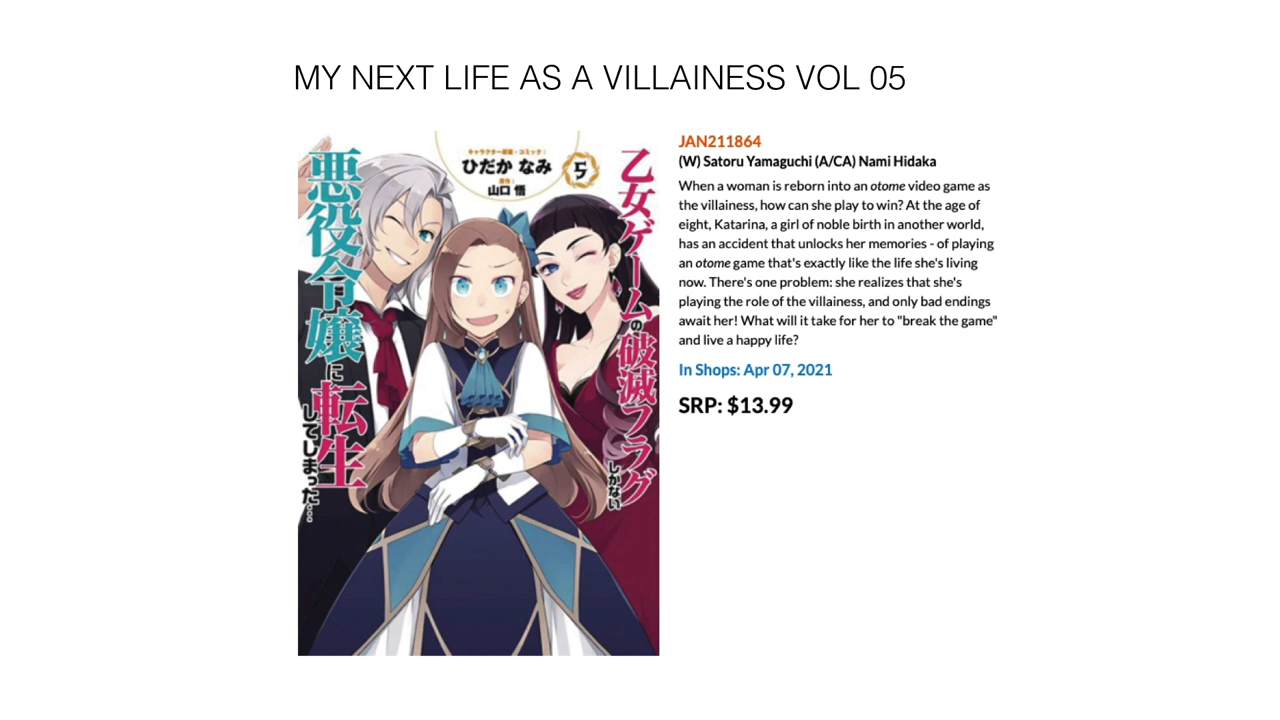 MY NEXT LIFE AS A VILLAINESS VOL 05
キャラクター原案・コミック：
ひだか なみ
原作：
山口 悟
5
乙女ゲームの破滅フラグしかない
悪役令嬢に転生してしまった…
JAN211864
(W) Satoru Yamaguchi (A/CA) Nami Hidaka
When a woman is reborn into an otome video game as
the villainess, how can she play to win? At the age of
eight, Katarina, a girl of noble birth in another world,
has an accident that unlocks her memories - of playing
an otome game that's exactly like the life she's living
now. There's one problem: she realizes that she's
playing the role of the villainess, and only bad endings
await her! What will it take for her to "break the game"
and live a happy life?
In Shops: Apr 07, 2021
SRP: $13.99